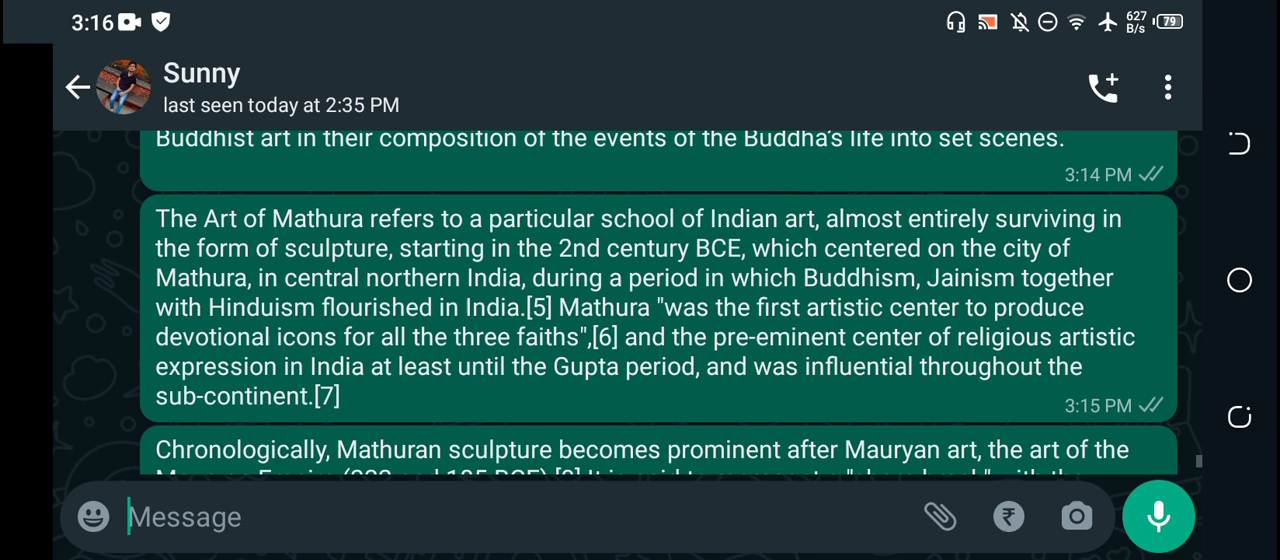 3:16
627
B/s
79
Sunny
last seen today at 2:35 PM
Buddhist art in their composition of the events of the Buddha's life into set scenes.
3:14 PM
The Art of Mathura refers to a particular school of Indian art, almost entirely surviving in
the form of sculpture, starting in the 2nd century BCE, which centered on the city of
Mathura, in central northern India, during a period in which Buddhism, Jainism together
with Hinduism flourished in India.[5] Mathura "was the first artistic center to produce
devotional icons for all the three faiths",[6] and the pre-eminent center of religious artistic
expression in India at least until the Gupta period, and was influential throughout the
sub-continent.[7]
3:15 PM
Chronologically, Mathuran sculpture becomes prominent after Mauryan art, the art of the
Message